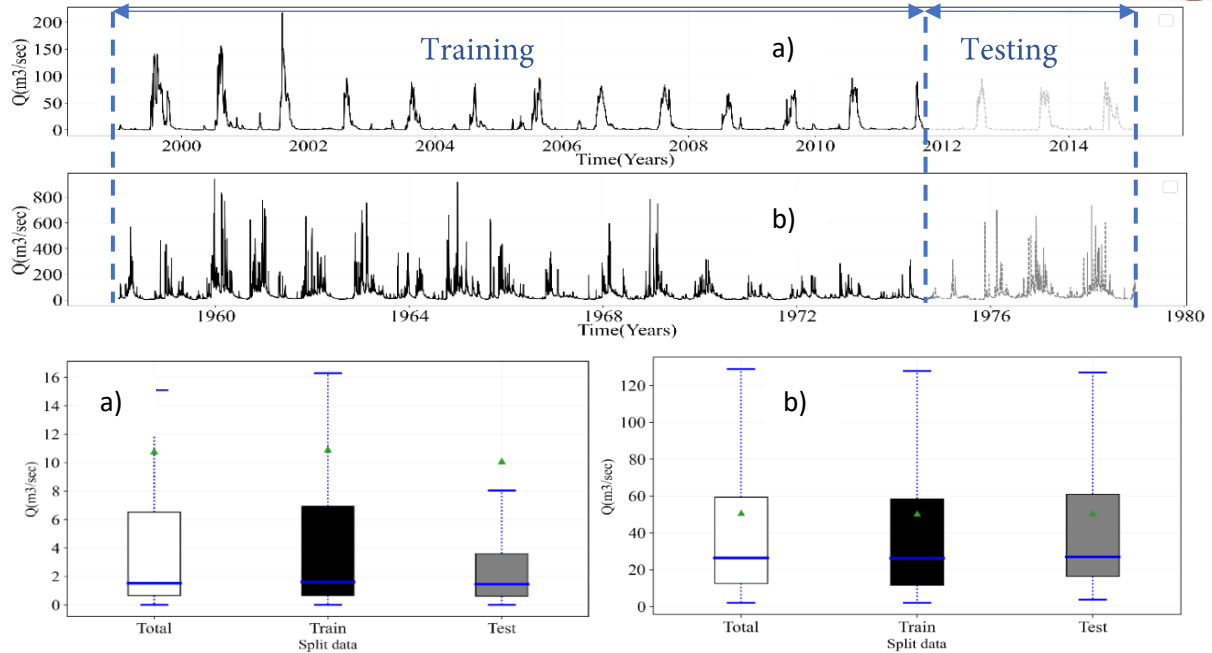 Training
Testing
a)
Q(m3/sec)
200
150
100
50
0
2000
2002
2004
2006
2008
2010
2012
2014
Time(Years)
b)
Q(m3/sec)
800
600
400
200
0
1960
1964
1968
1972
1976
1980
Time(Years)
a)
Q(m3/sec)
16
14
12
10
8
6
4
2
0
Total
Train
Test
Split data
b)
Q(m3/sec)
120
100
80
60
40
20
0
Total
Train
Test
Split data